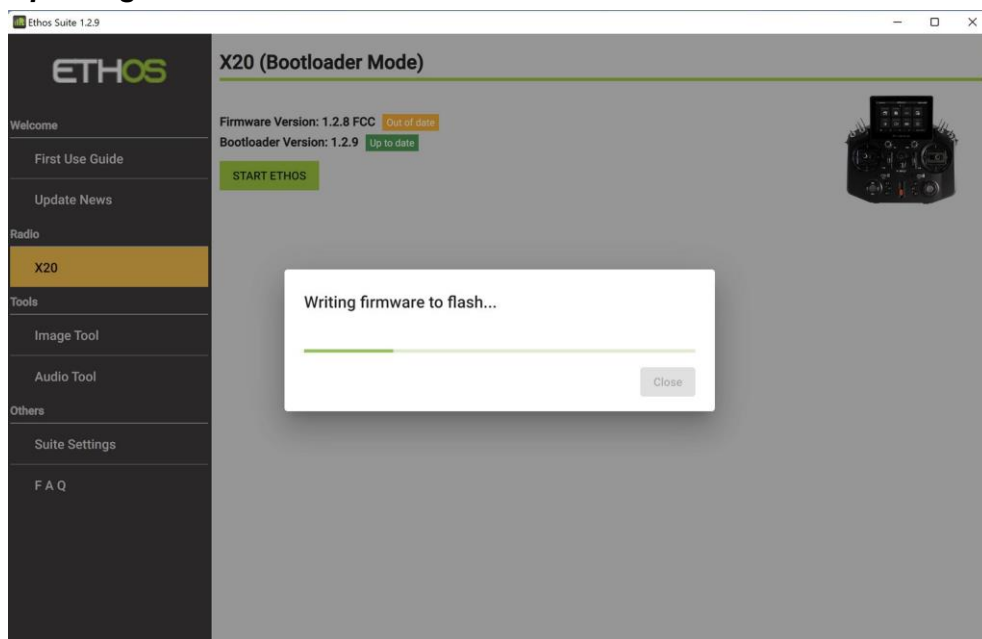 Ethos Suite 1.2.9
ETHOS
X20 (Bootloader Mode)
Welcome
Firmware Version: 1.2.8 FCC Out of date
Bootloader Version: 1.2.9 Up to date
First Use Guide
START ETHOS
Update News
Radio
X20
Tools
Image Tool
Audio Tool
Others
Suite Settings
F A Q
Writing firmware to flash...
Close